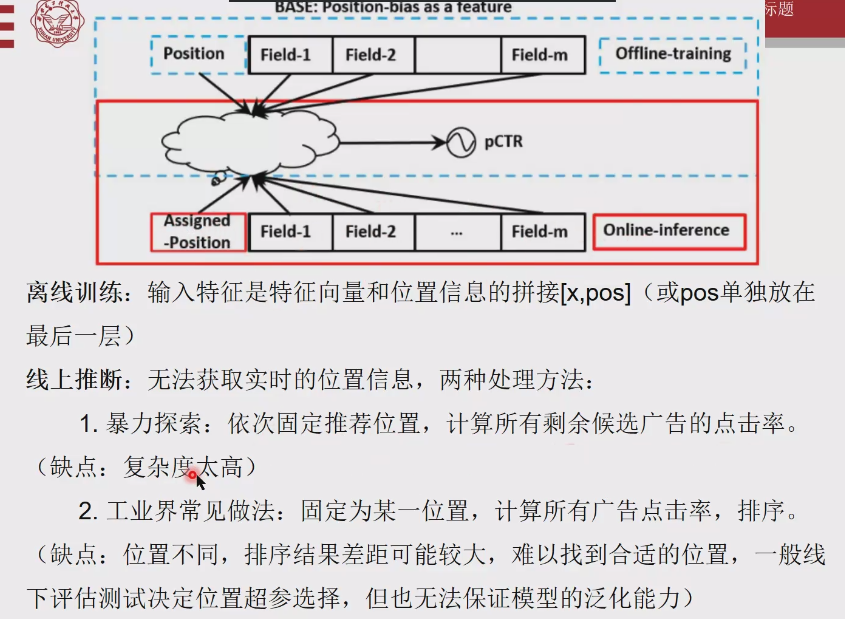 BASE: Position-bias as a feature
标题
Position Field-1 Field-2 Field-m Offline-training
pCTR
Assigned
-Position Field-1 Field-2 ... Field-m Online-inference
离线训练：输入特征是特征向量和位置信息的拼接[x,pos]（或pos单独放在
最后一层）
线上推断：无法获取实时的位置信息，两种处理方法：
1. 暴力探索：依次固定推荐位置，计算所有剩余候选广告的点击率。
（缺点：复杂度太高）
2. 工业界常见做法：固定为某一位置，计算所有广告点击率，排序。
（缺点：位置不同，排序结果差距可能较大，难以找到合适的位置，一般线
下评估测试决定位置超参选择，但也无法保证模型的泛化能力）